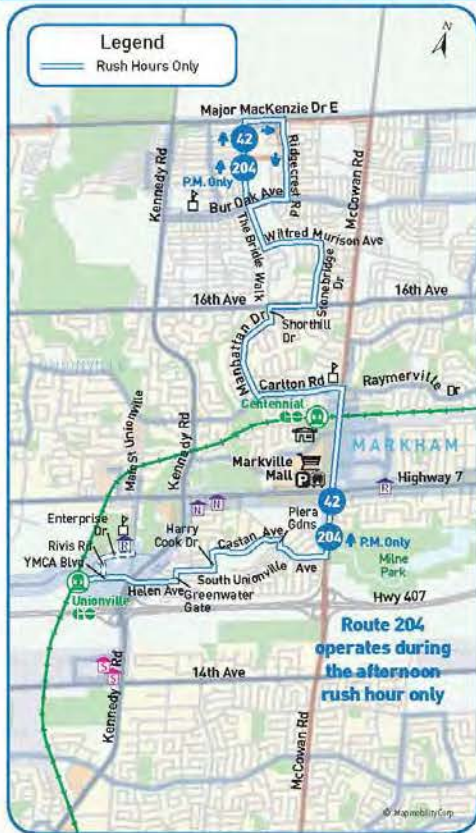 N
Legend
Rush Hours Only
Major MacKenzie Dr E
42
204
P.M. Only
Kennedy Rd
Ridgecrest Rd
McCowan Rd
Bur Oak Ave
Wilfred Murison Ave
The Bridle Walk
Stonebridge Dr
16th Ave
16th Ave
Shorthill
Dr
Manhattan Dr
Carlton Rd
Raymerville Dr
Centennial
Main St Unionville
Kennedy Rd
MARKHAM
Markville
Mall
P
Highway 7
R
N
N
42
Enterprise
Dr
Harry
Cook Dr
Castan Ave
Piera
Gdns
204
P.M. Only
Rivis Rd
R
YMCA Blvd
South Unionville Ave
Milne
Park
Helen Ave
Greenwater
Gate
Unionville
Hwy 407
Route 204
operates during
the afternoon
rush hour only
S
S
Kennedy Rd
14th Ave
McCowan Rd
© MapmobilityCorp